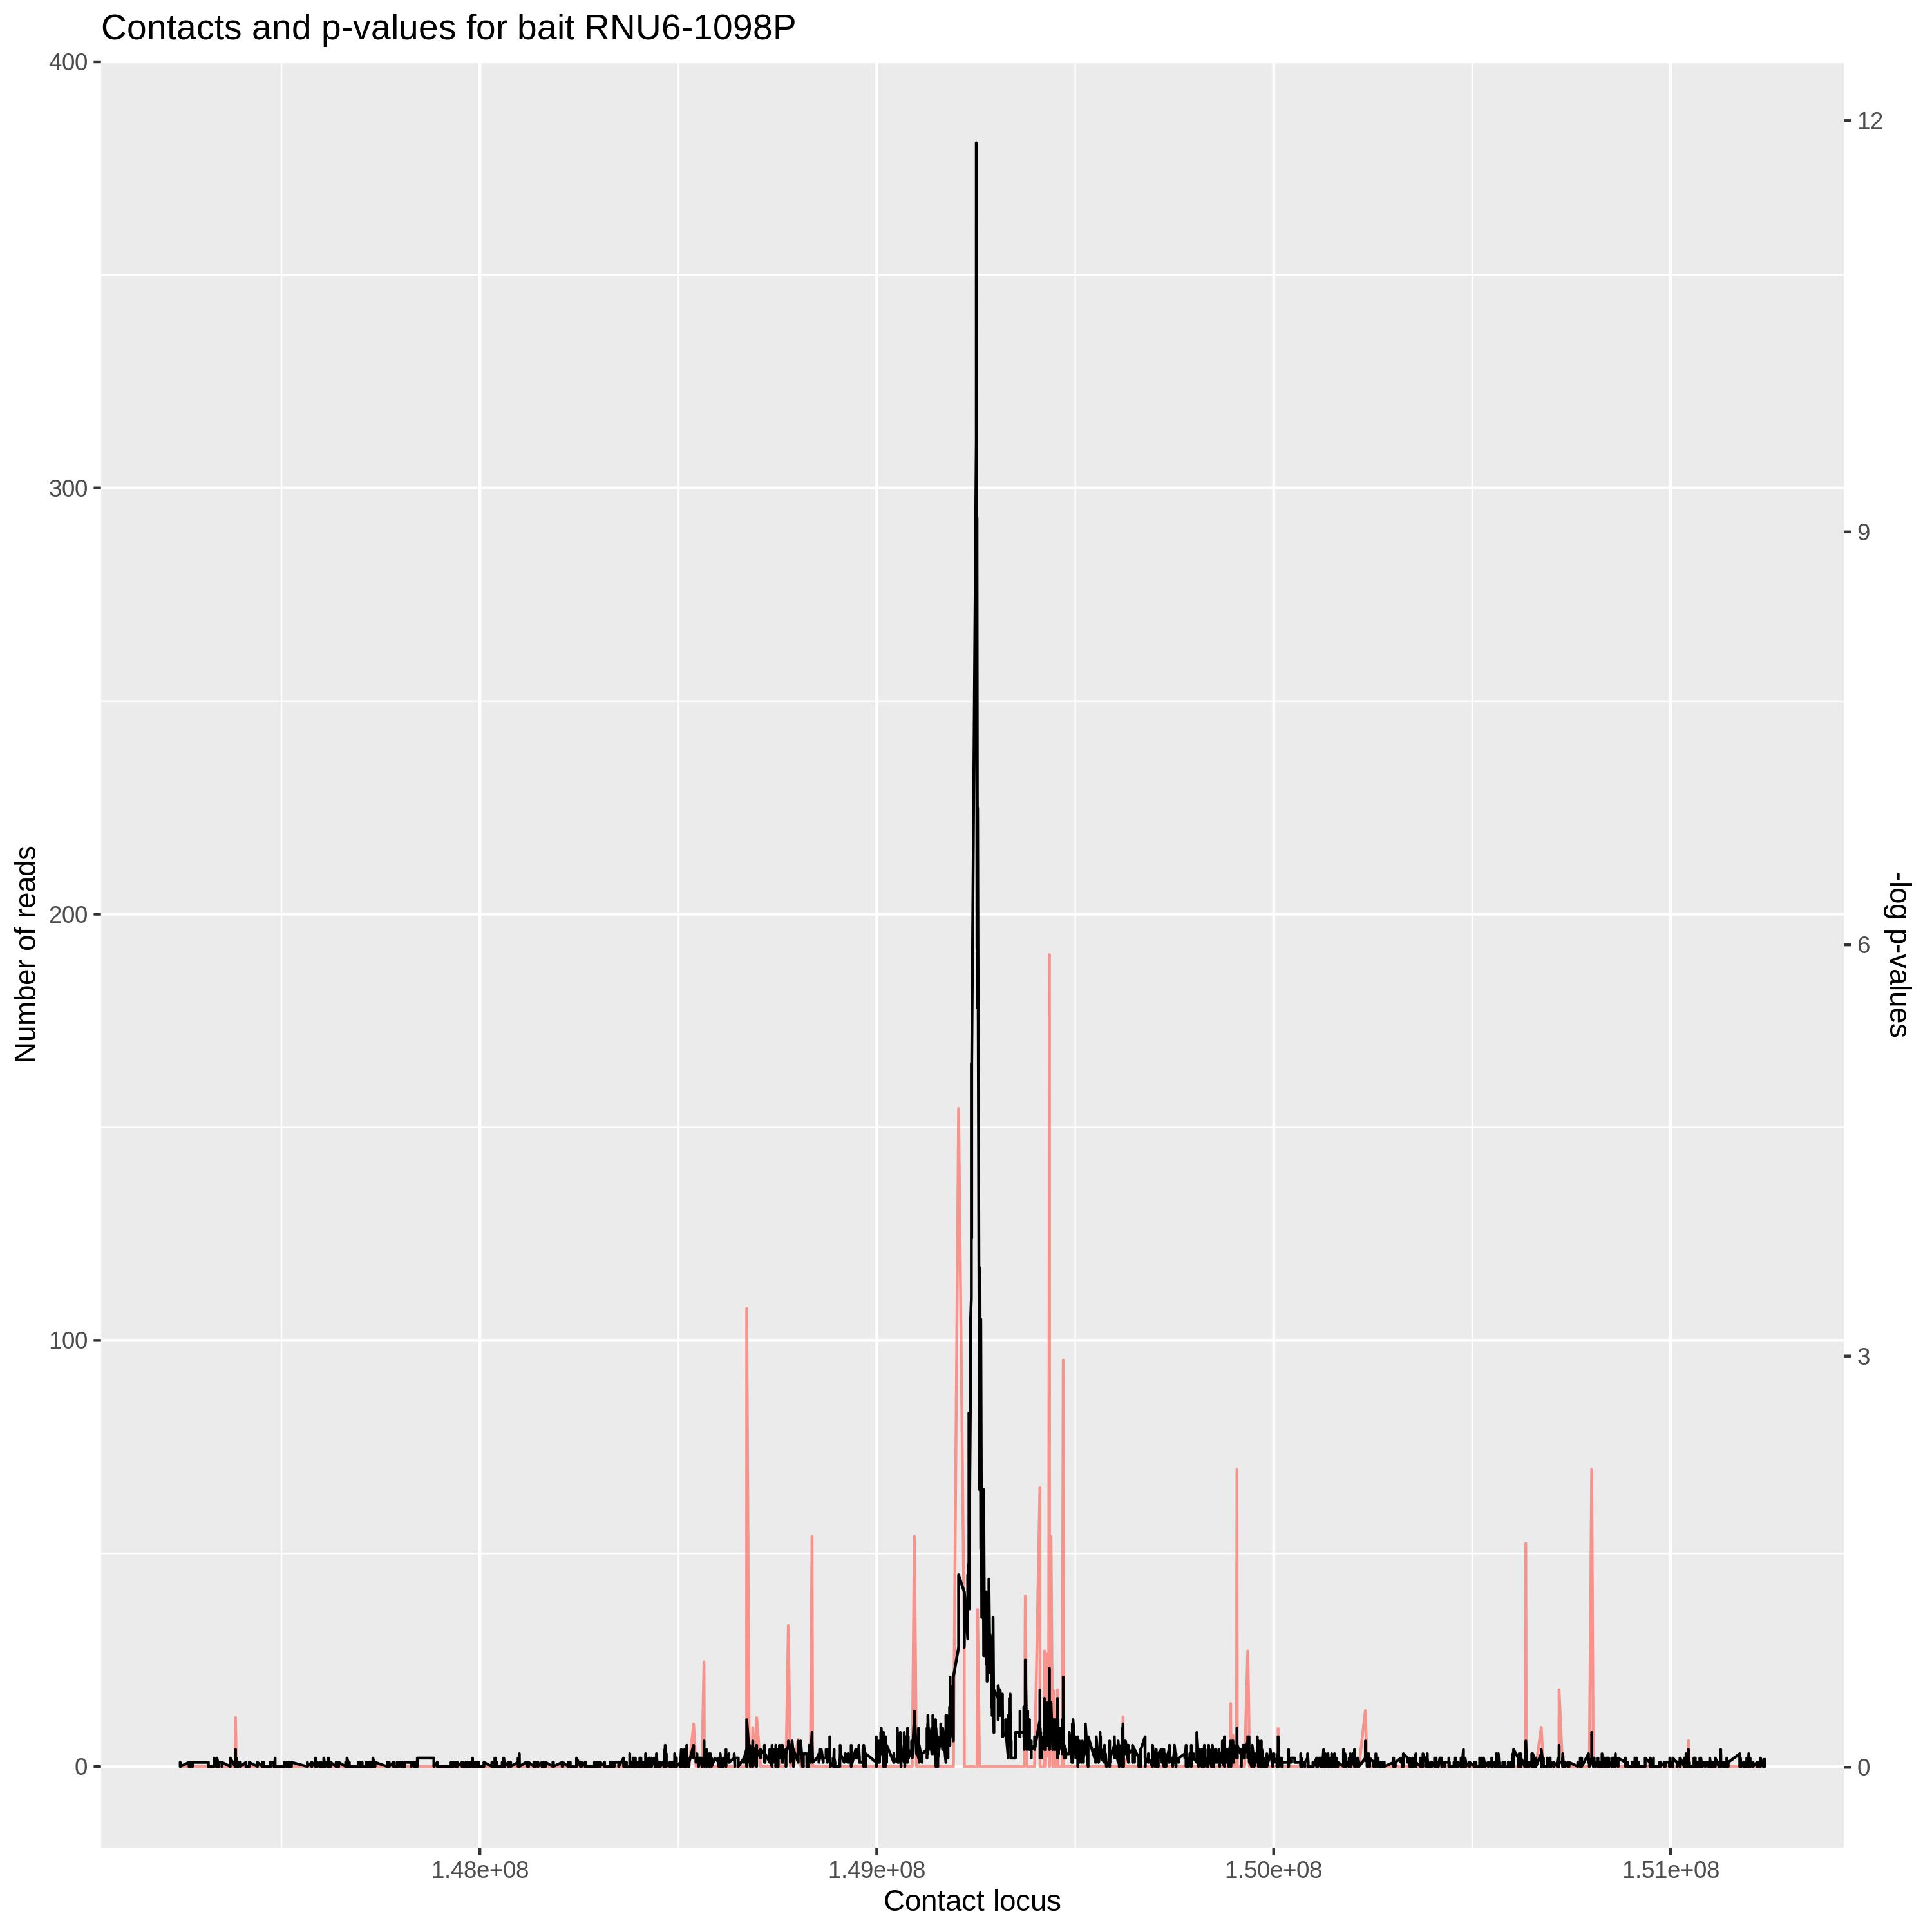 Contacts and p-values for bait RNU6-1098P
400
300
200
100
0
12
9
6
3
0
Number of reads
-log p-values
1.48e+08
1.49e+08
1.50e+08
1.51e+08
Contact locus